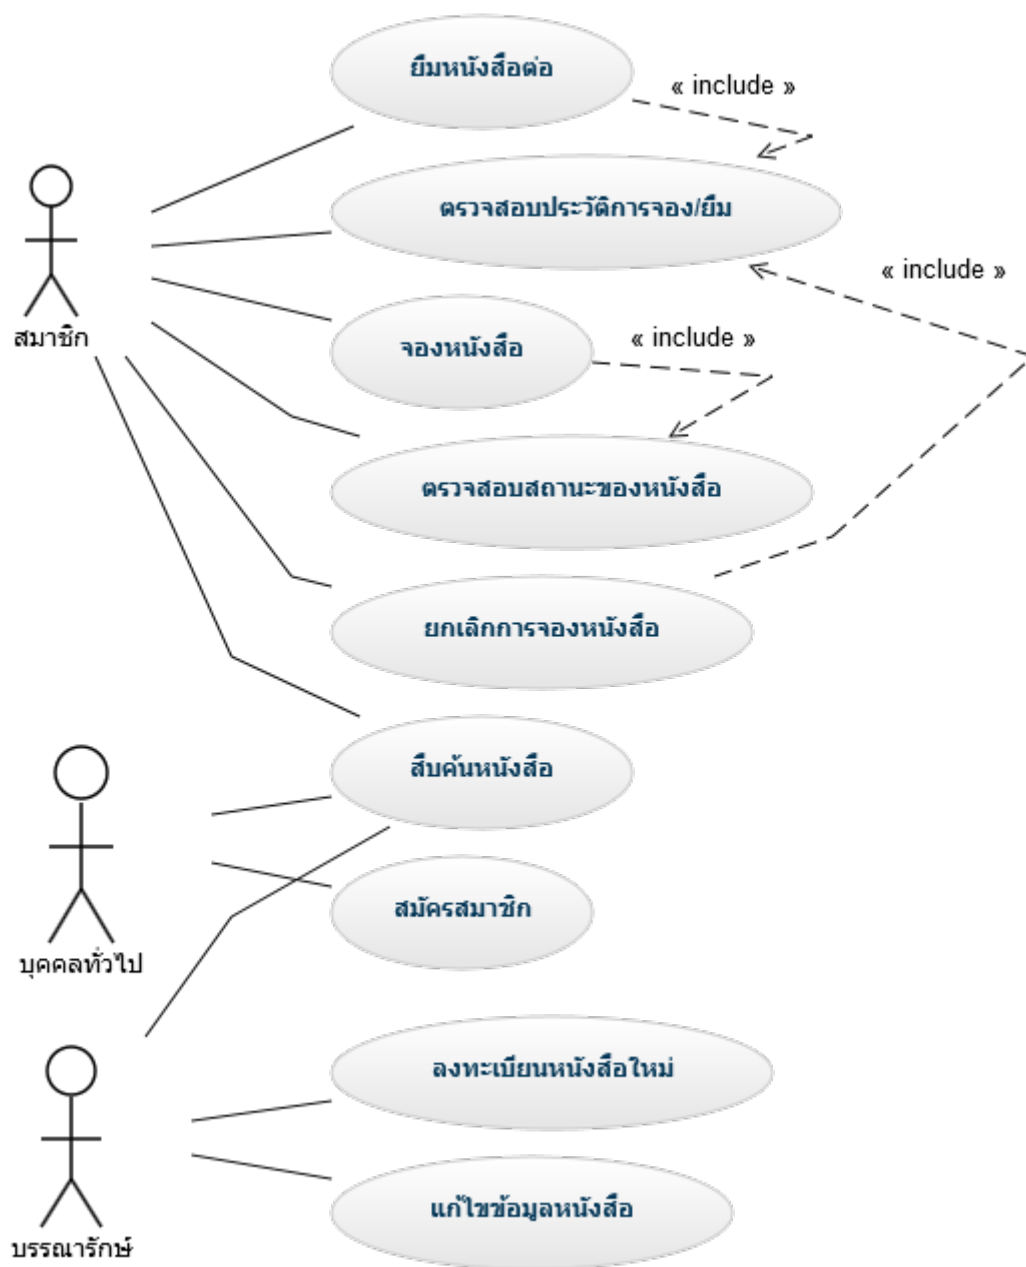 ยืมหนังสือต่อ
« include »
ตรวจสอบประวัติการจอง/ยืม
« include »
สมาชิก
จองหนังสือ
« include »
ตรวจสอบสถานะของหนังสือ
ยกเลิกการจองหนังสือ
สืบค้นหนังสือ
สมัครสมาชิก
บุคคลทั่วไป
ลงทะเบียนหนังสือใหม่
แก้ไขข้อมูลหนังสือ
บรรณารักษ์